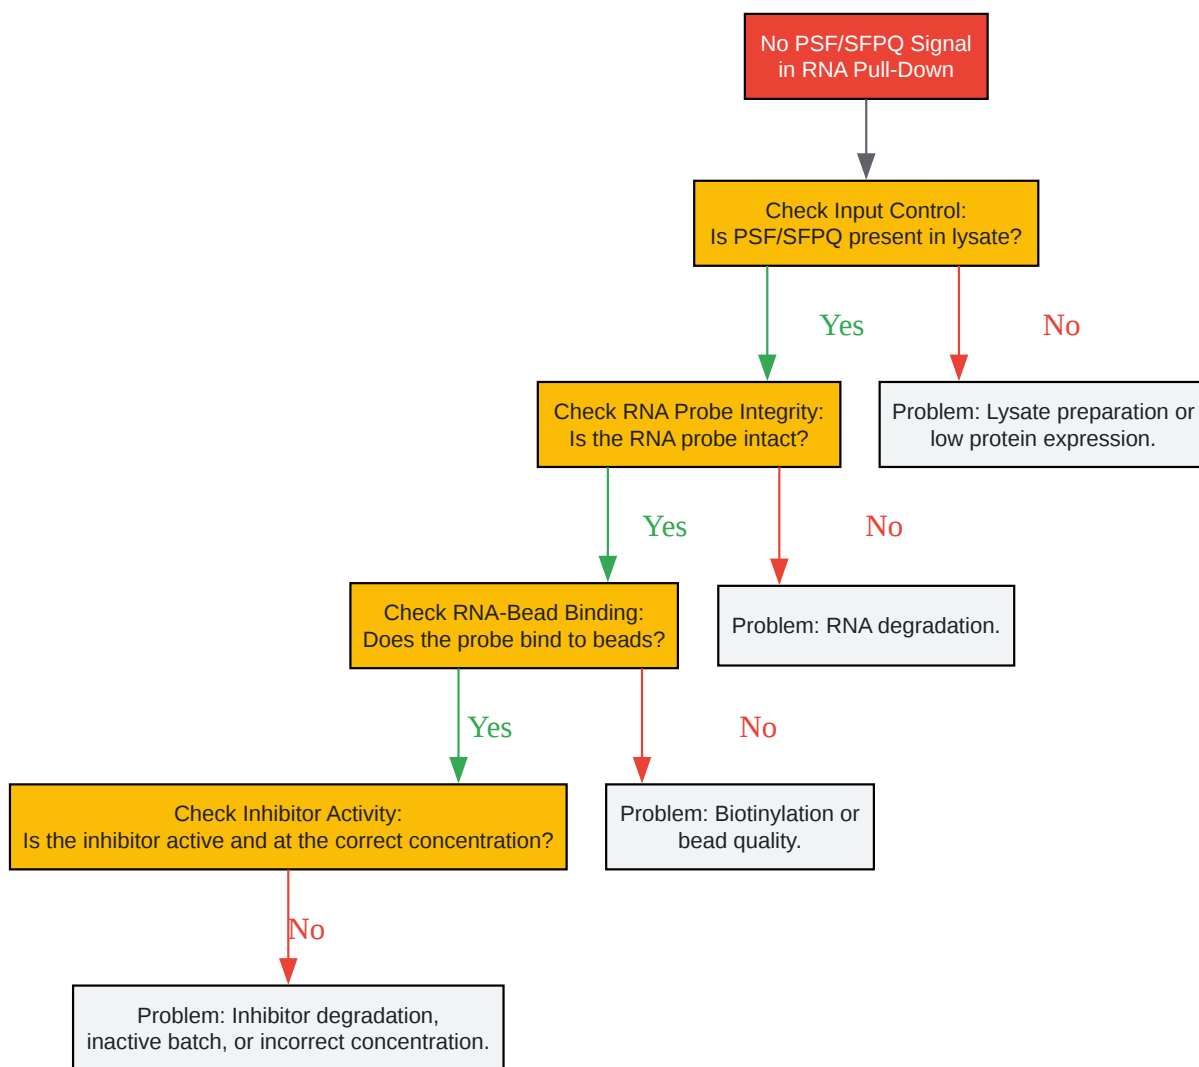 No PSF/SFPQ Signal
in RNA Pull-Down
Check Input Control:
Is PSF/SFPQ present in lysate?
Yes
No
Check RNA Probe Integrity:
Is the RNA probe intact?
Problem: Lysate preparation or
low protein expression.
Yes
No
Check RNA-Bead Binding:
Does the probe bind to beads?
Problem: RNA degradation.
Yes
No
Check Inhibitor Activity:
Is the inhibitor active and at the correct concentration?
Problem: Biotinylation or
bead quality.
No
Problem: Inhibitor degradation,
inactive batch, or incorrect concentration.